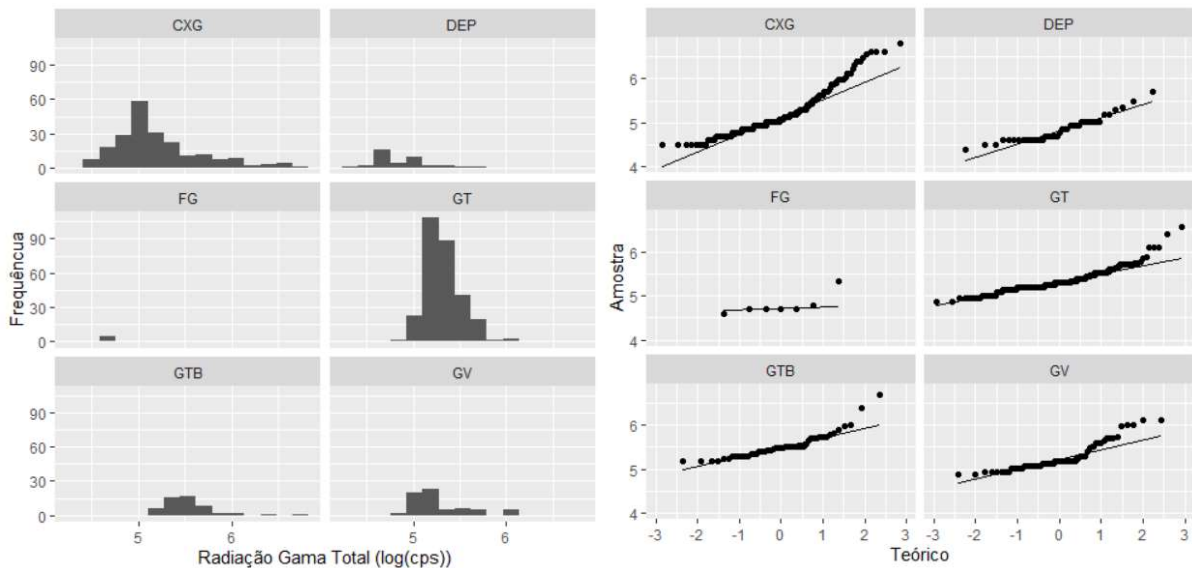 CXG DEP
90
60
30
0
FG GT
90
60
30
0
GTB GV
90
60
30
0
5 6 5 6
Frequêncua
Radiação Gama Total (log(cps))
CXG DEP
6
5
4
FG GT
6
5
4
GTB GV
6
5
4
-3 -2 -1 0 1 2 3 -3 -2 -1 0 1 2 3
Amostra
Teórico